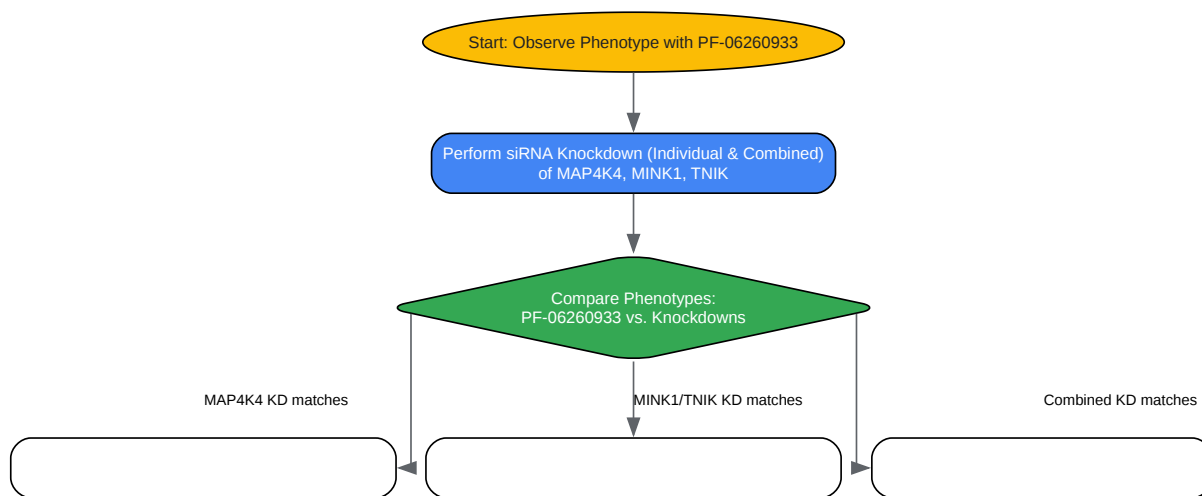 Start: Observe Phenotype with PF-06260933
Perform siRNA Knockdown (Individual & Combined)
of MAP4K4, MINK1, TNIK
Compare Phenotypes:
PF-06260933 vs. Knockdowns
MAP4K4 KD matches
MINK1/TNIK KD matches
Combined KD matches